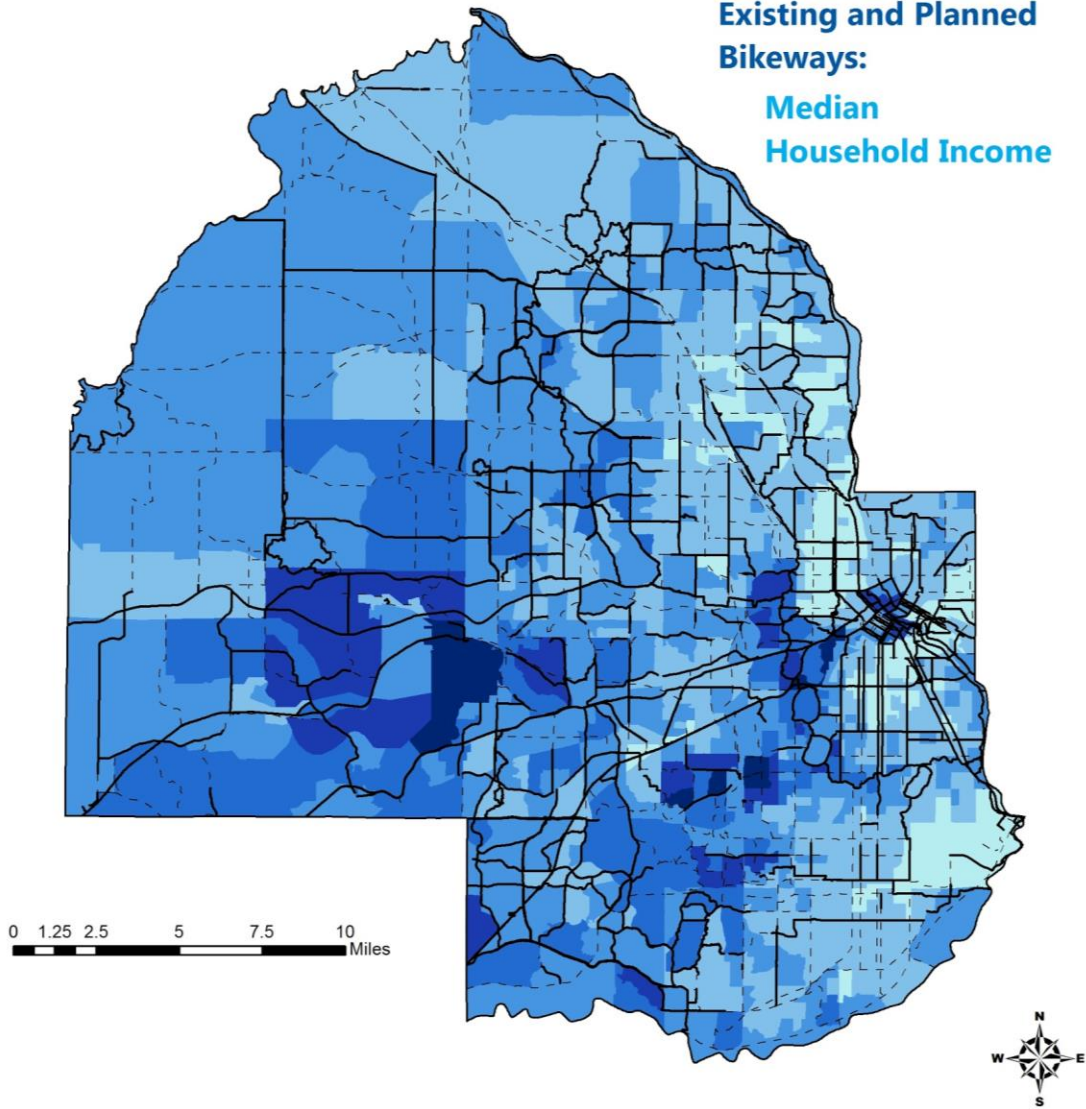 Existing and Planned
Bikeways:
Median
Household Income
0 1.25 2.5 5 7.5 10
Miles
N
W E
S